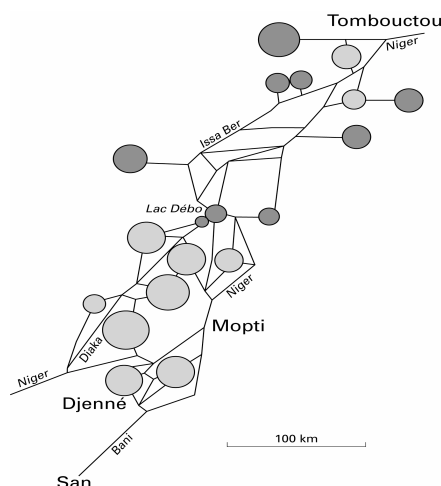 Tombouctou
Niger
Issa Ber
Lac Débo
Niger
Mopti
Diaka
Niger
Djenné
100 km
Bani
San